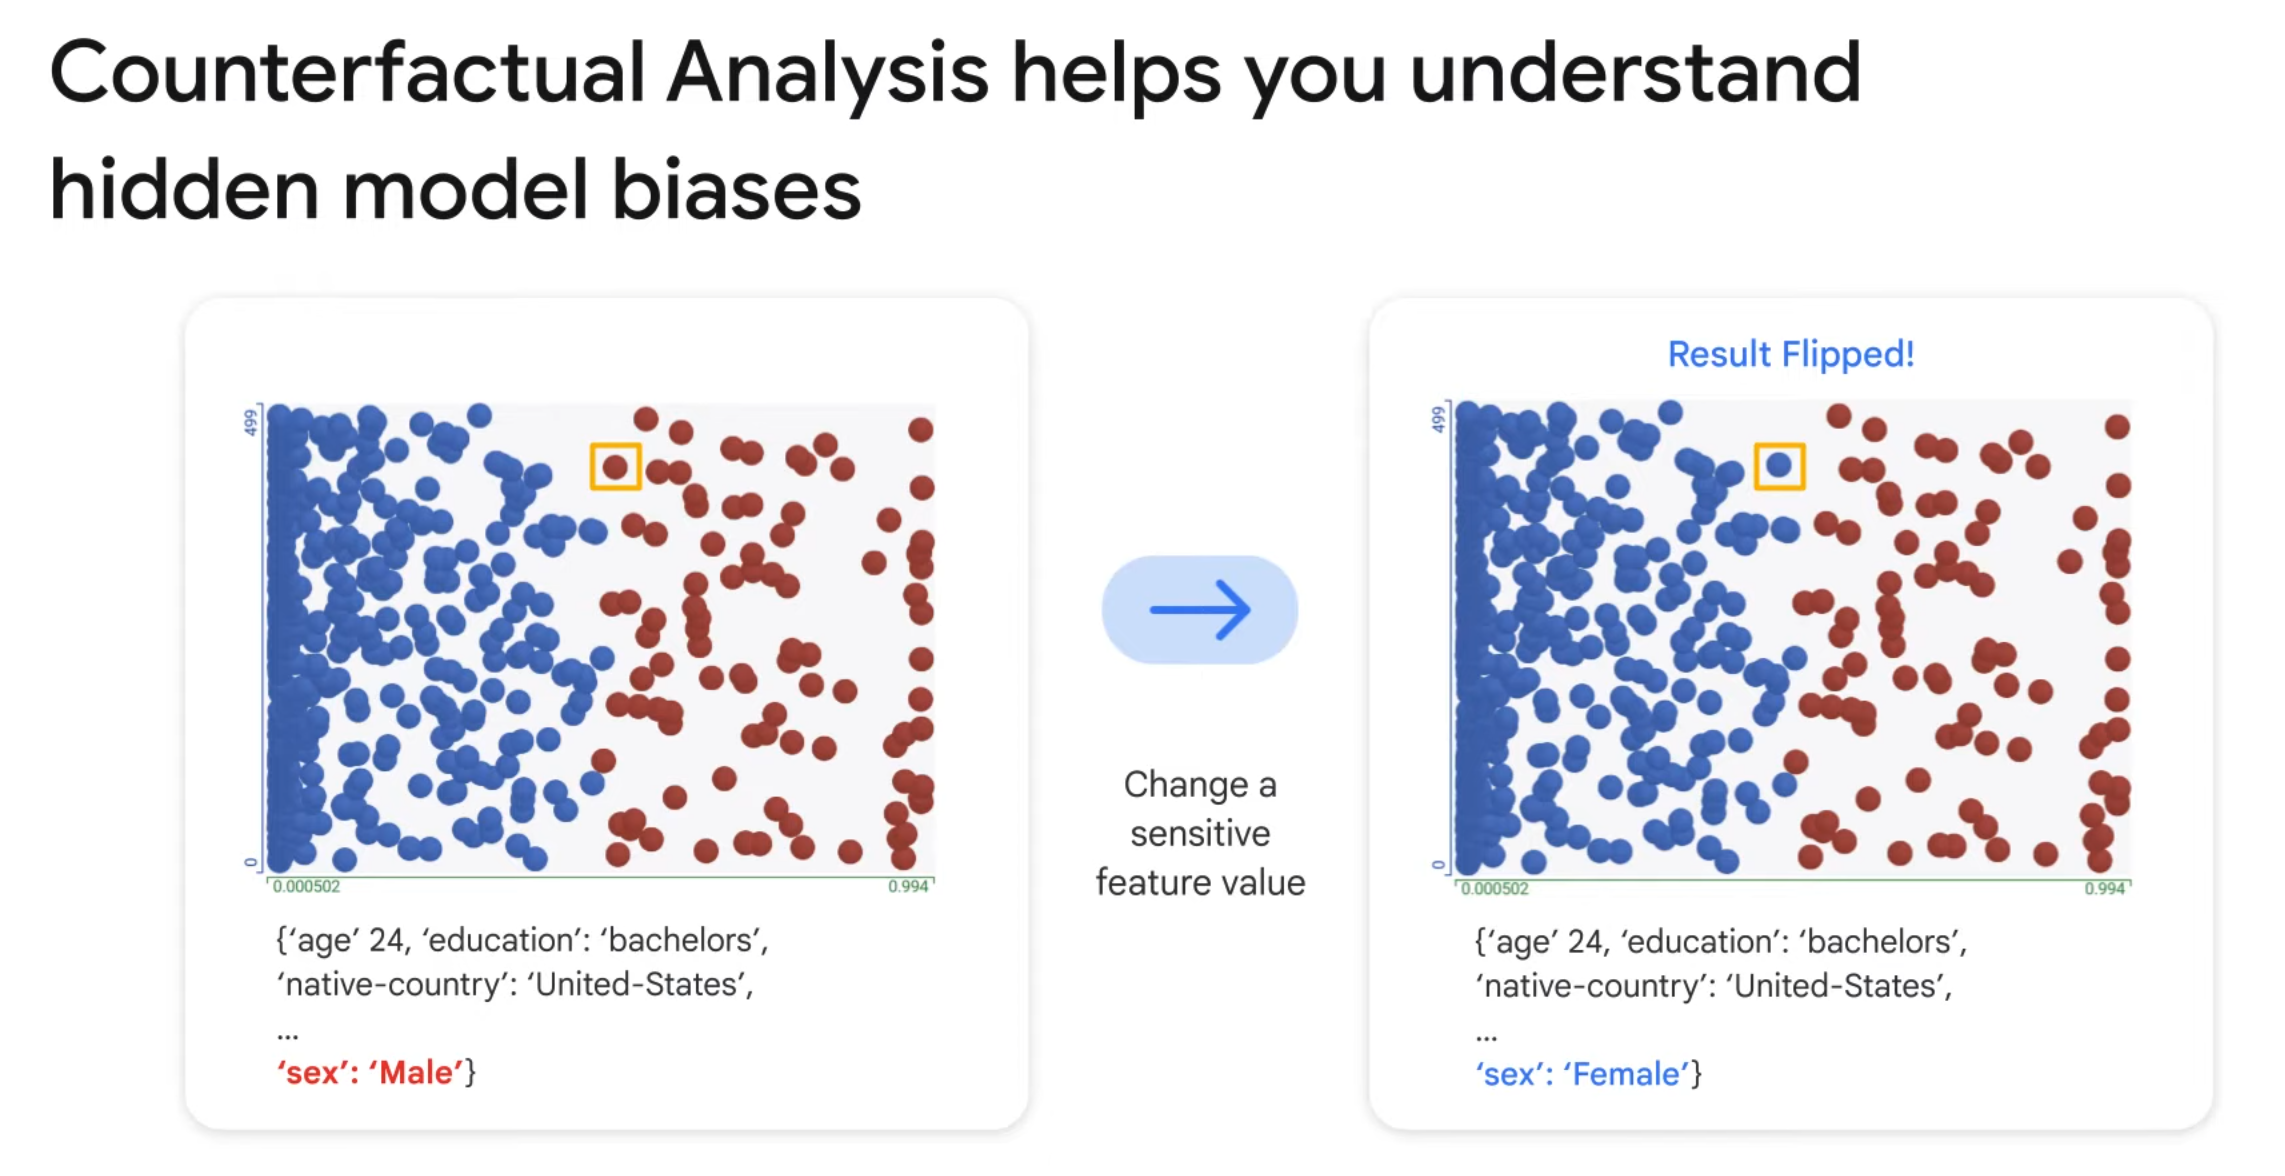 Counterfactual Analysis helps you understand
hidden model biases
499
0
0.000502
0.994
{‘age’ 24, ‘education’: ‘bachelors’,
‘native-country’: ‘United-States’,
...
‘sex’: ‘Male’}
Change a
sensitive
feature value
Result Flipped!
499
0
0.000502
0.994
{‘age’ 24, ‘education’: ‘bachelors’,
‘native-country’: ‘United-States’,
...
‘sex’: ‘Female’}